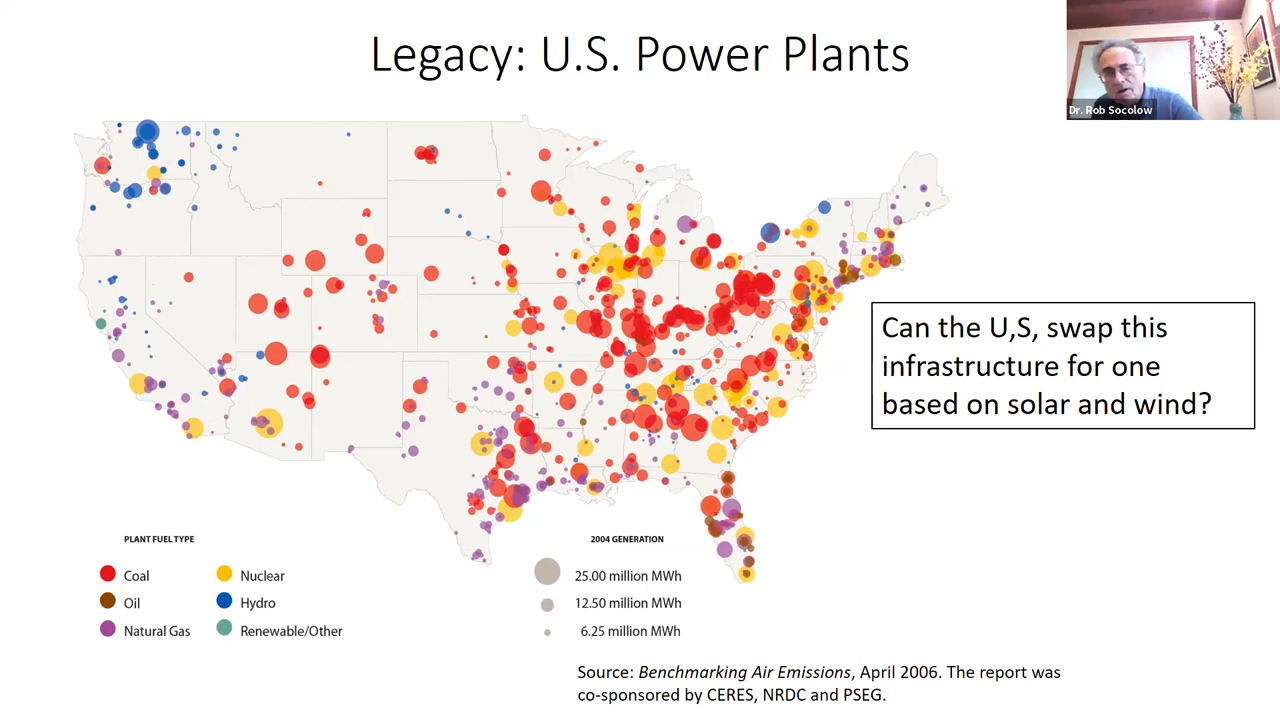 Legacy: U.S. Power Plants
Dr. Rob Socolow
Can the U,S, swap this
infrastructure for one
based on solar and wind?
PLANT FUEL TYPE
Coal
Nuclear
Oil
Hydro
Natural Gas
Renewable/Other
2004 GENERATION
25.00 million MWh
12.50 million MWh
6.25 million MWh
Source: Benchmarking Air Emissions, April 2006. The report was
co-sponsored by CERES, NRDC and PSEG.